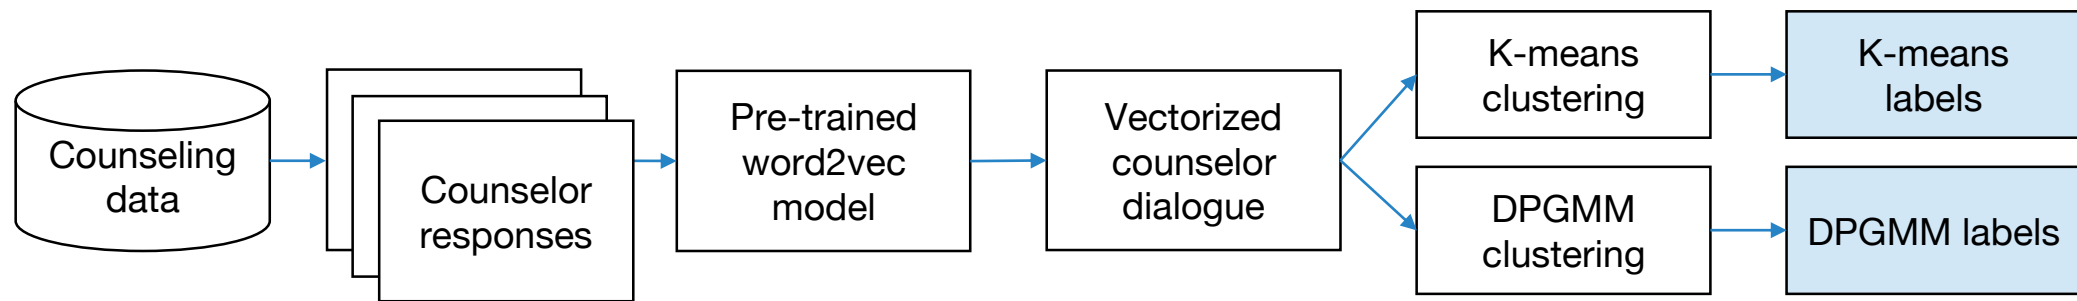 Counseling
data
Counselor
responses
Pre-trained
word2vec
model
Vectorized
counselor
dialogue
K-means
clustering
K-means
labels
DPGMM
clustering
DPGMM labels